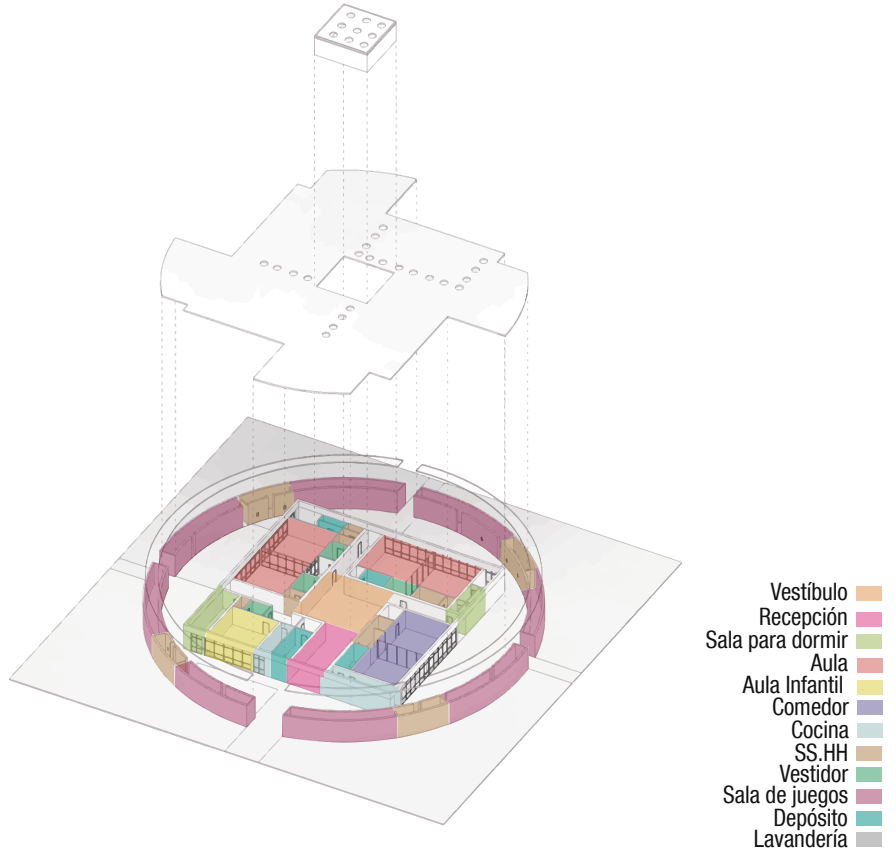 Vestíbulo
Recepción
Sala para dormir
Aula
Aula Infantil
Comedor
Cocina
SS.HH
Vestidor
Sala de juegos
Depósito
Lavandería